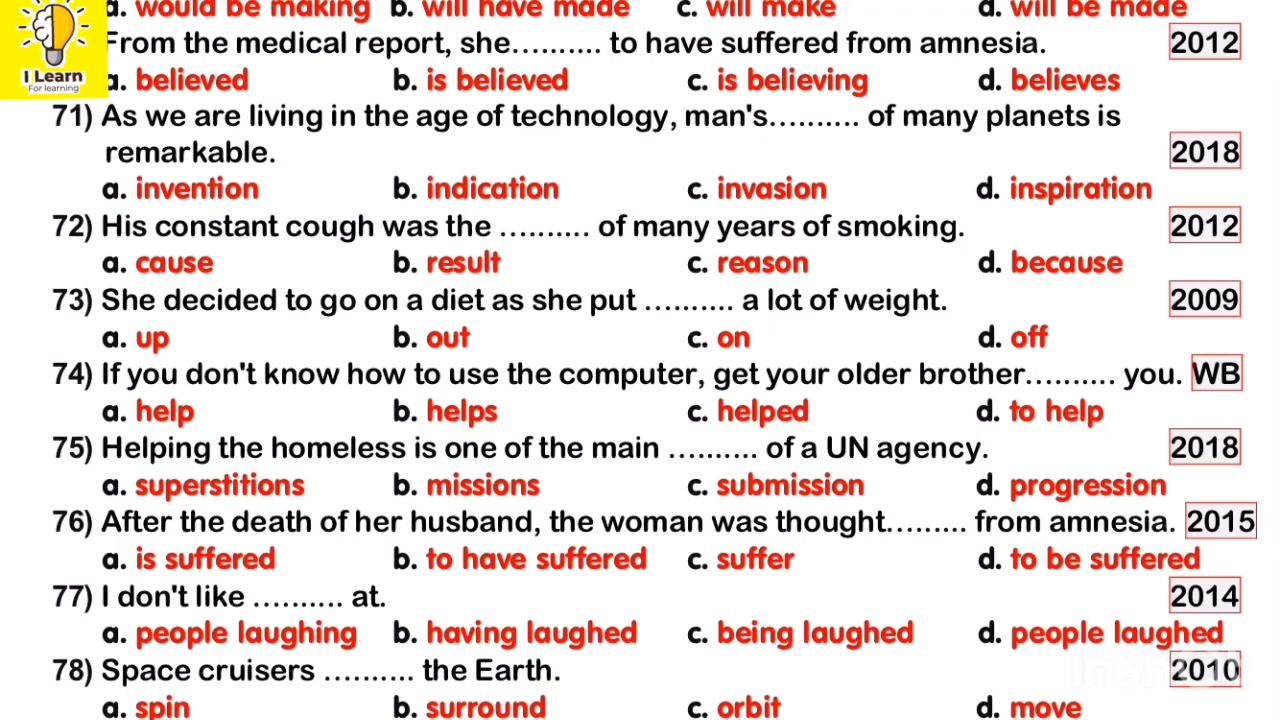 a. would be making b. will have made c. will make d. will be made
From the medical report, she.......... to have suffered from amnesia. 2012
a. believed b. is believed c. is believing d. believes
71) As we are living in the age of technology, man's.......... of many planets is
remarkable. 2018
a. invention b. indication c. invasion d. inspiration
72) His constant cough was the .......... of many years of smoking. 2012
a. cause b. result c. reason d. because
73) She decided to go on a diet as she put .......... a lot of weight. 2009
a. up b. out c. on d. off
74) If you don't know how to use the computer, get your older brother.......... you. WB
a. help b. helps c. helped d. to help
75) Helping the homeless is one of the main .......... of a UN agency. 2018
a. superstitions b. missions c. submission d. progression
76) After the death of her husband, the woman was thought......... from amnesia. 2015
a. is suffered b. to have suffered c. suffer d. to be suffered
77) I don't like .......... at. 2014
a. people laughing b. having laughed c. being laughed d. people laughed
78) Space cruisers .......... the Earth. 2010
a. spin b. surround c. orbit d. move
I Learn
For learning